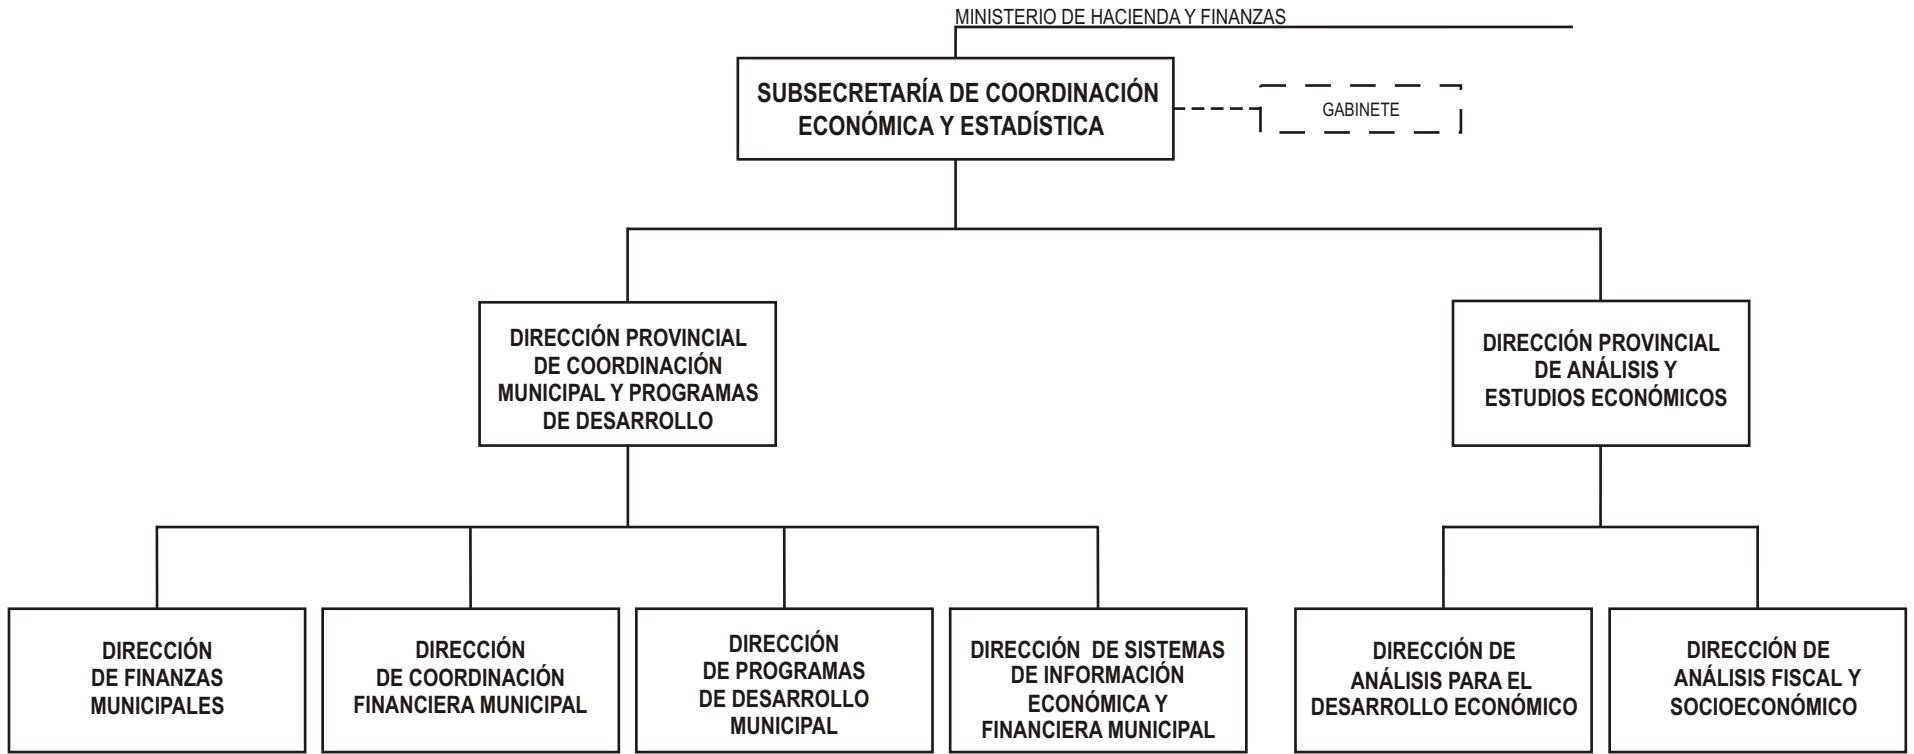 MINISTERIO DE HACIENDA Y FINANZAS
SUBSECRETARÍA DE COORDINACIÓN
ECONÓMICA Y ESTADÍSTICA
GABINETE
DIRECCIÓN PROVINCIAL
DE COORDINACIÓN
MUNICIPAL Y PROGRAMAS
DE DESARROLLO
DIRECCIÓN PROVINCIAL
DE ANÁLISIS Y
ESTUDIOS ECONÓMICOS
DIRECCIÓN
DE FINANZAS
MUNICIPALES
DIRECCIÓN
DE COORDINACIÓN
FINANCIERA MUNICIPAL
DIRECCIÓN
DE PROGRAMAS
DE DESARROLLO
MUNICIPAL
DIRECCIÓN DE SISTEMAS
DE INFORMACIÓN
ECONÓMICA Y
FINANCIERA MUNICIPAL
DIRECCIÓN DE
ANÁLISIS PARA EL
DESARROLLO ECONÓMICO
DIRECCIÓN DE
ANÁLISIS FISCAL Y
SOCIOECONÓMICO